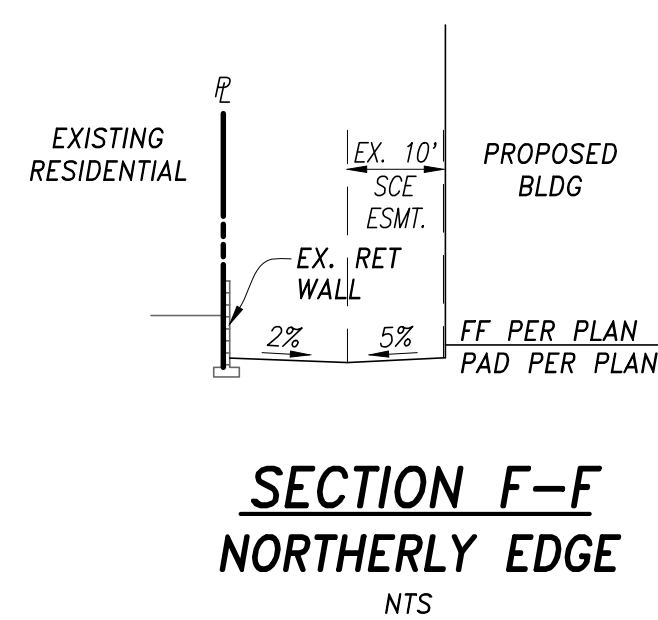 PL
EXISTING
RESIDENTIAL
EX. 10'
SCE
ESMT.
PROPOSED
BLDG
EX. RET
WALL
2%
5%
FF PER PLAN
PAD PER PLAN
SECTION F-F
NORTHERLY EDGE
NTS